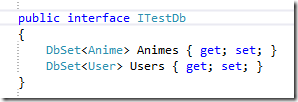 public interface ITestDb
{
DbSet<Anime> Animes { get; set; }
DbSet<User> Users { get; set; }
}